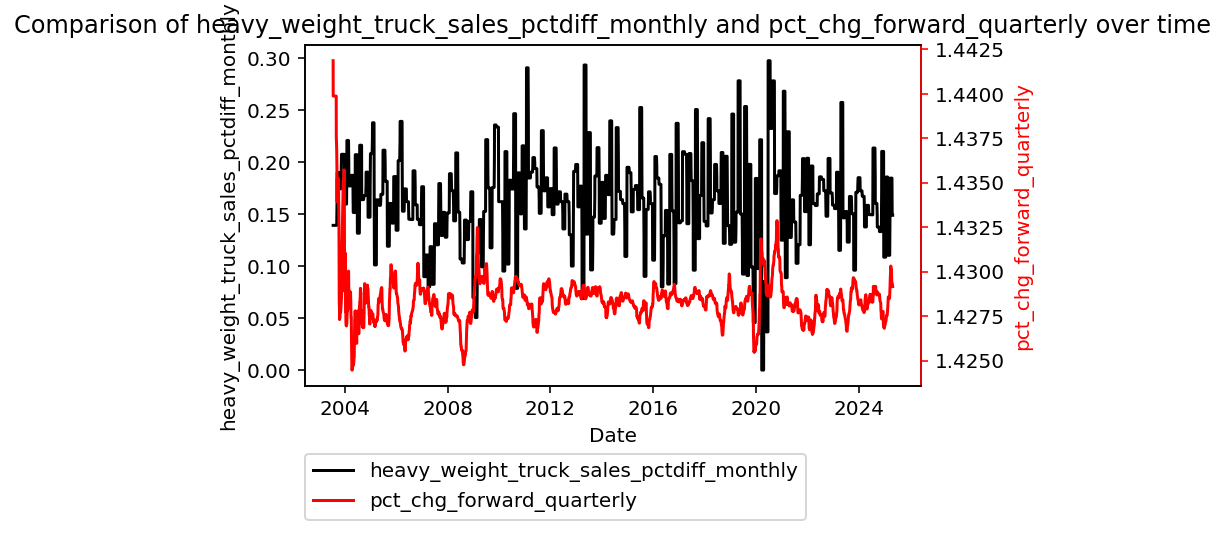 Comparison of heavy_weight_truck_sales_pctdiff_monthly and pct_chg_forward_quarterly over time
heavy_weight_truck_sales_pctdiff_monthly
0.30
0.25
0.20
0.15
0.10
0.05
0.00
1.4425
1.4400
1.4375
1.4350
1.4325
1.4300
1.4275
1.4250
pct_chg_forward_quarterly
2004 2008 2012 2016 2020 2024
Date
heavy_weight_truck_sales_pctdiff_monthly
pct_chg_forward_quarterly